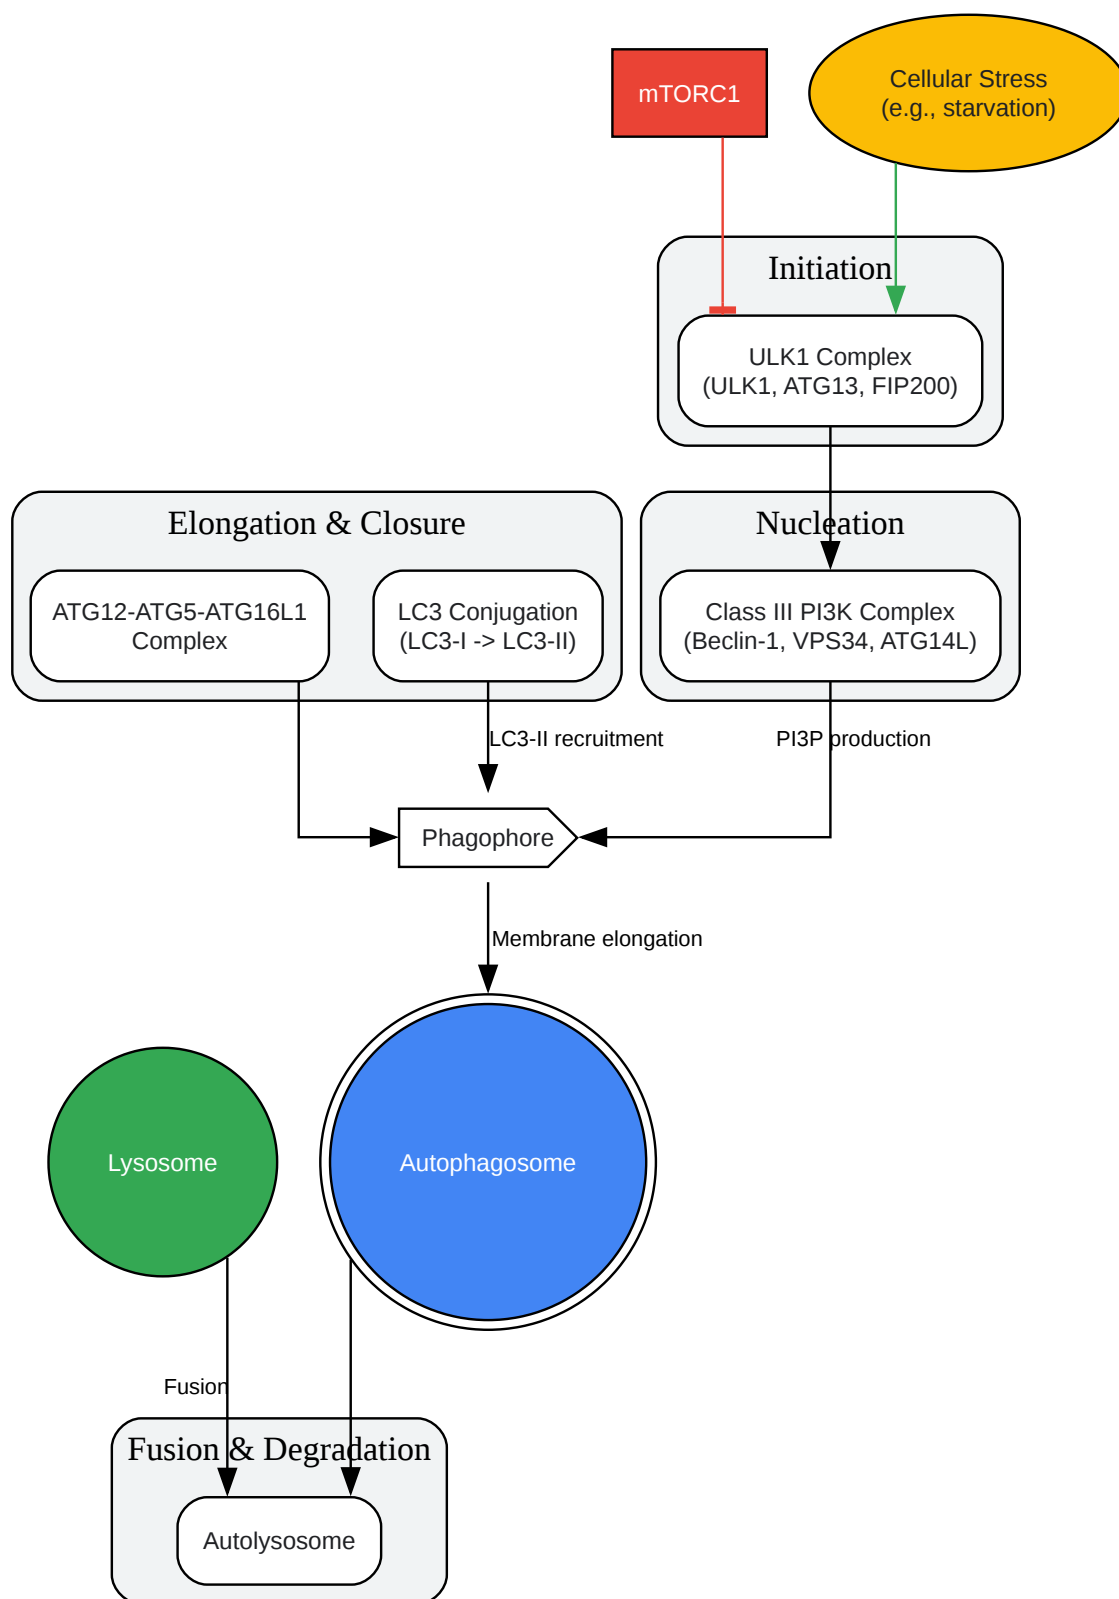 mTORC1
Cellular Stress
(e.g., starvation)
Initiation
ULK1 Complex
(ULK1, ATG13, FIP200)
Elongation & Closure
Nucleation
ATG12-ATG5-ATG16L1
Complex
LC3 Conjugation
(LC3-I -> LC3-II)
Class III PI3K Complex
(Beclin-1, VPS34, ATG14L)
LC3-II recruitment
PI3P production
Phagophore
Membrane elongation
Lysosome
Autophagosome
Fusion
Fusion & Degradation
Autolysosome